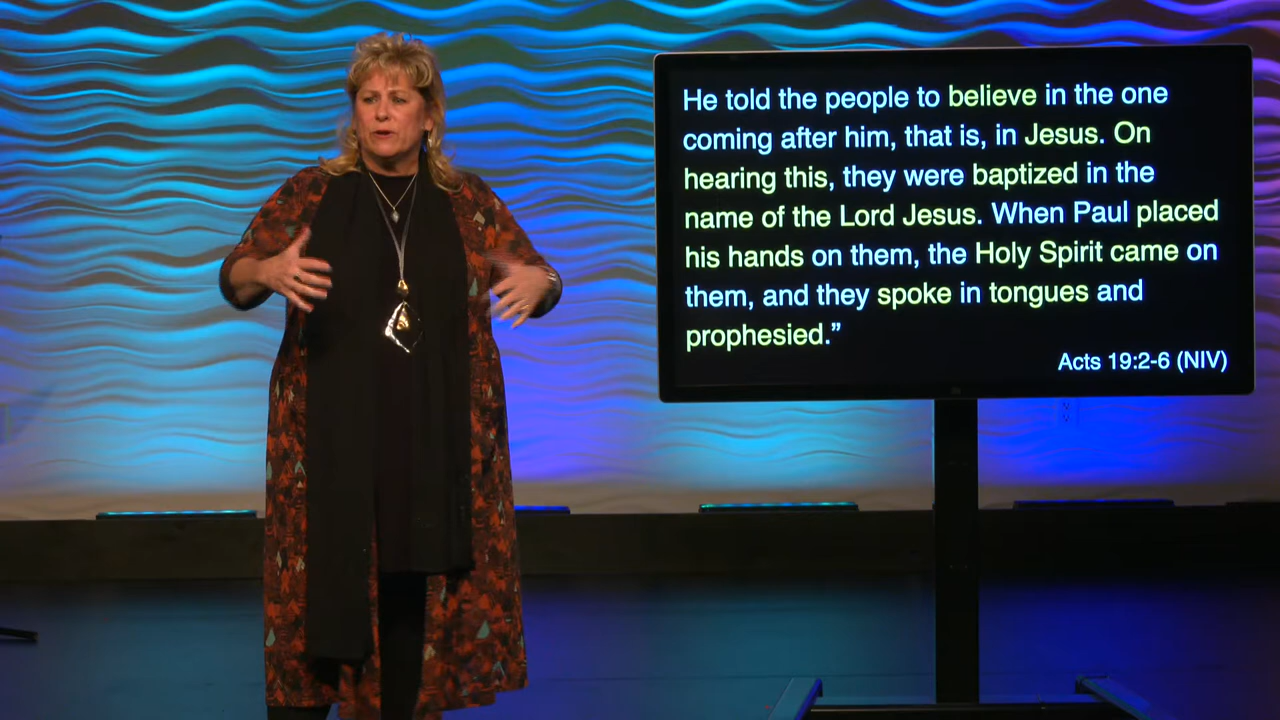 He told the people to believe in the one
coming after him, that is, in Jesus. On
hearing this, they were baptized in the
name of the Lord Jesus. When Paul placed
his hands on them, the Holy Spirit came on
them, and they spoke in tongues and
prophesied.”
Acts 19:2-6 (NIV)